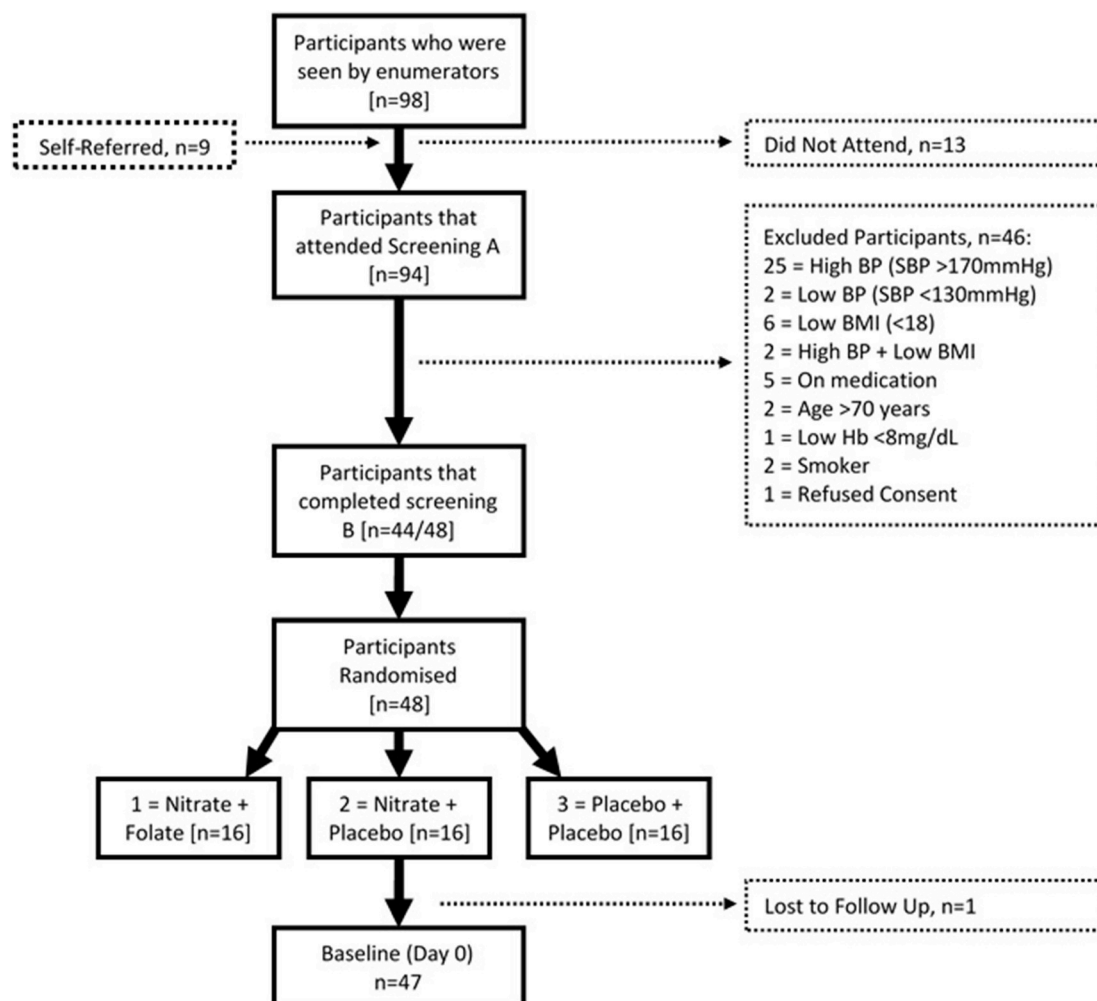 Participants who were
seen by enumerators
[n=98]
Self-Referred, n=9
Did Not Attend, n=13
Participants that
attended Screening A
[n=94]
Excluded Participants, n=46:
25 = High BP (SBP >170mmHg)
2 = Low BP (SBP <130mmHg)
6 = Low BMI (<18)
2 = High BP + Low BMI
5 = On medication
2 = Age >70 years
1 = Low Hb <8mg/dL
2 = Smoker
1 = Refused Consent
Participants that
completed screening
B [n=44/48]
Participants
Randomised
[n=48]
1 = Nitrate +
Folate [n=16]
2 = Nitrate +
Placebo [n=16]
3 = Placebo +
Placebo [n=16]
Lost to Follow Up, n=1
Baseline (Day 0)
n=47